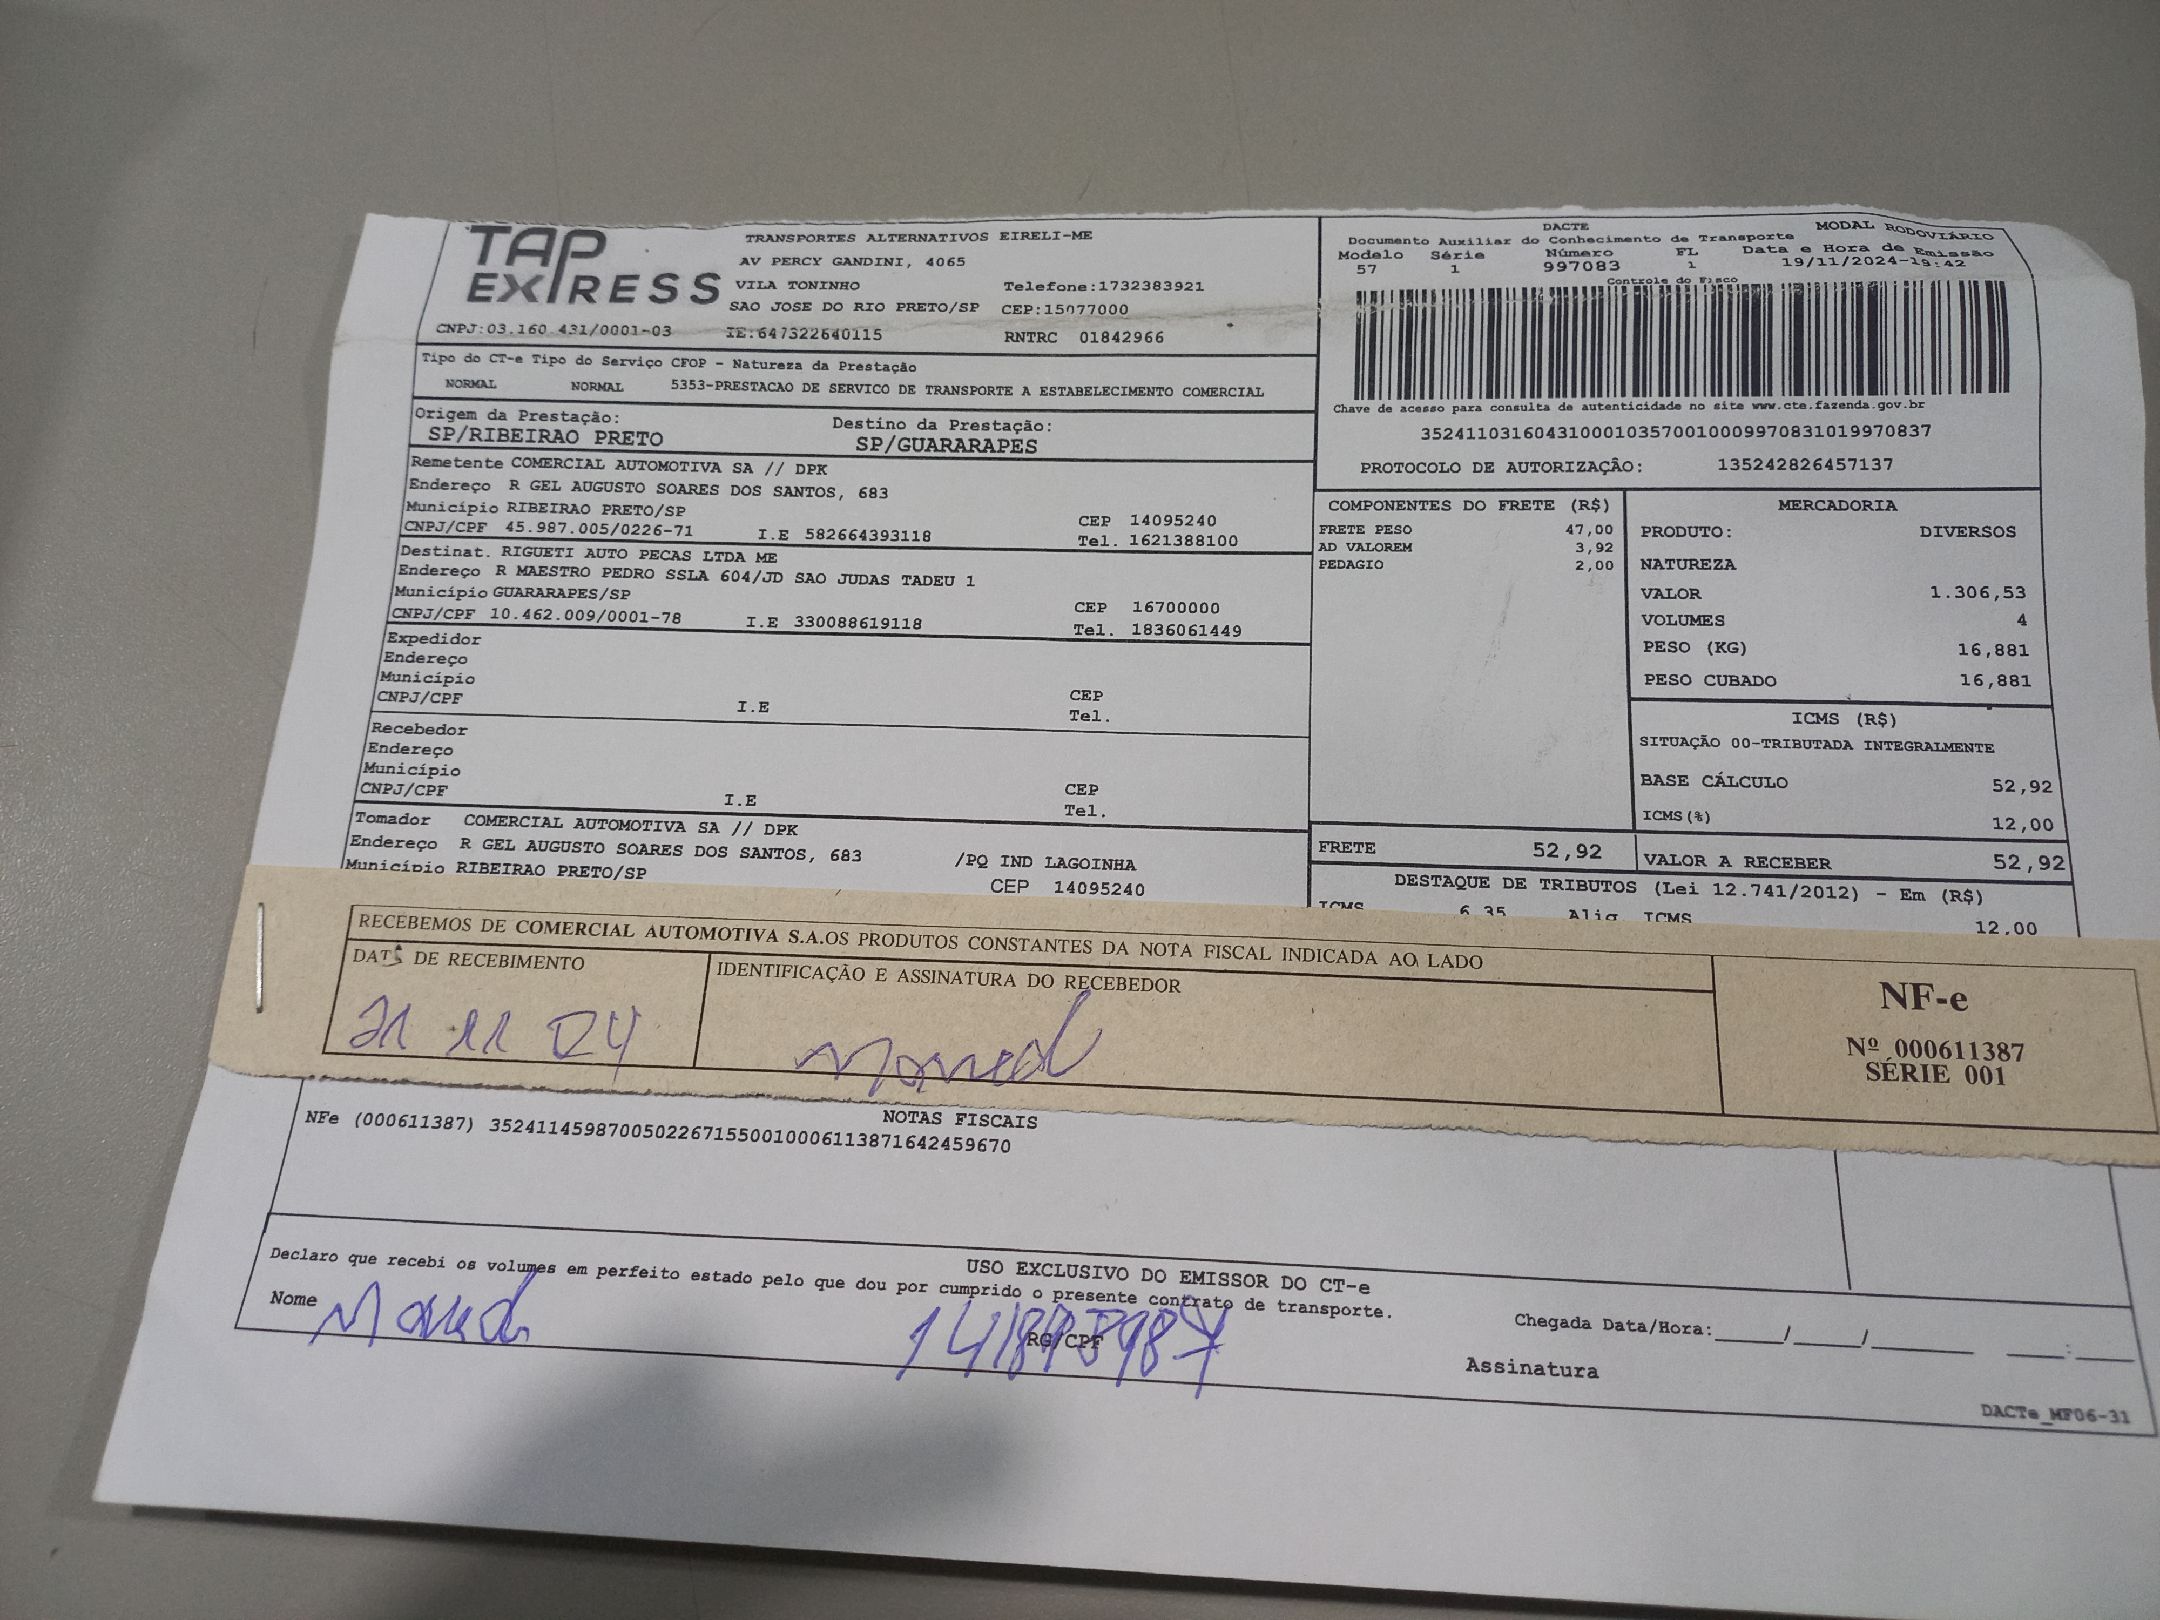 TAP EXPRESS
TRANSPORTES ALTERNATIVOS EIRELI-ME
AV PERCY GANDINI, 4065
VILA TONINHO Telefone:1732383921
SAO JOSE DO RIO PRETO/SP CEP:15077000
CNPJ:03.160.431/0001-03 IE:647322640115 RNTRC 01842966
Tipo do CT-e Tipo do Serviço CFOP - Natureza da Prestação
NORMAL NORMAL 5353-PRESTACAO DE SERVICO DE TRANSPORTE A ESTABELECIMENTO COMERCIAL
Origem da Prestação: Destino da Prestação:
SP/RIBEIRAO PRETO SP/GUARARAPES
Remetente COMERCIAL AUTOMOTIVA SA // DPK
Endereço R GEL AUGUSTO SOARES DOS SANTOS, 683
Município RIBEIRAO PRETO/SP CEP 14095240
CNPJ/CPF 45.987.005/0226-71 I.E 582664393118 Tel. 1621388100
Destinat. RIGUETI AUTO PECAS LTDA ME
Endereço R MAESTRO PEDRO SSLA 604/JD SAO JUDAS TADEU 1
Município GUARARAPES/SP CEP 16700000
CNPJ/CPF 10.462.009/0001-78 I.E 330088619118 Tel. 1836061449
Expedidor
Endereço
Município CEP
CNPJ/CPF I.E Tel.
Recebedor
Endereço
Município CEP
CNPJ/CPF I.E Tel.
Tomador COMERCIAL AUTOMOTIVA SA // DPK
Endereço R GEL AUGUSTO SOARES DOS SANTOS, 683 /PQ IND LAGOINHA
Município RIBEIRAO PRETO/SP CEP 14095240
DACTE MODAL RODOVIÁRIO
Documento Auxiliar do Conhecimento de Transporte
Modelo Série Número FL Data e Hora de Emissão
57 1 997083 1 19/11/2024-19:42
Controle do Fisco
Chave de acesso para consulta de autenticidade no site www.cte.fazenda.gov.br
35241103160431000103570010009970831019970837
PROTOCOLO DE AUTORIZAÇÃO: 135242826457137
COMPONENTES DO FRETE (R$)
FRETE PESO 47,00
AD VALOREM 3,92
PEDAGIO 2,00
MERCADORIA
PRODUTO: DIVERSOS
NATUREZA
VALOR 1.306,53
VOLUMES 4
PESO (KG) 16,881
PESO CUBADO 16,881
ICMS (R$)
SITUAÇÃO 00-TRIBUTADA INTEGRALMENTE
BASE CÁLCULO 52,92
ICMS(%) 12,00
FRETE 52,92 VALOR A RECEBER 52,92
DESTAQUE DE TRIBUTOS (Lei 12.741/2012) - Em (R$)
ICMS 6,35 Aliq. ICMS 12,00
RECEBEMOS DE COMERCIAL AUTOMOTIVA S.A.OS PRODUTOS CONSTANTES DA NOTA FISCAL INDICADA AO LADO
DATA DE RECEBIMENTO IDENTIFICAÇÃO E ASSINATURA DO RECEBEDOR
21 11 24
NF-e
Nº 000611387
SÉRIE 001
NOTAS FISCAIS
NFe (000611387) 35241145987005022671550010006113871642459670
USO EXCLUSIVO DO EMISSOR DO CT-e
Declaro que recebi os volumes em perfeito estado pelo que dou por cumprido o presente contrato de transporte.
Nome RG/CPF
Chegada Data/Hora:_____/_____/_______ ____:____
Assinatura
DACTe_MF06-31